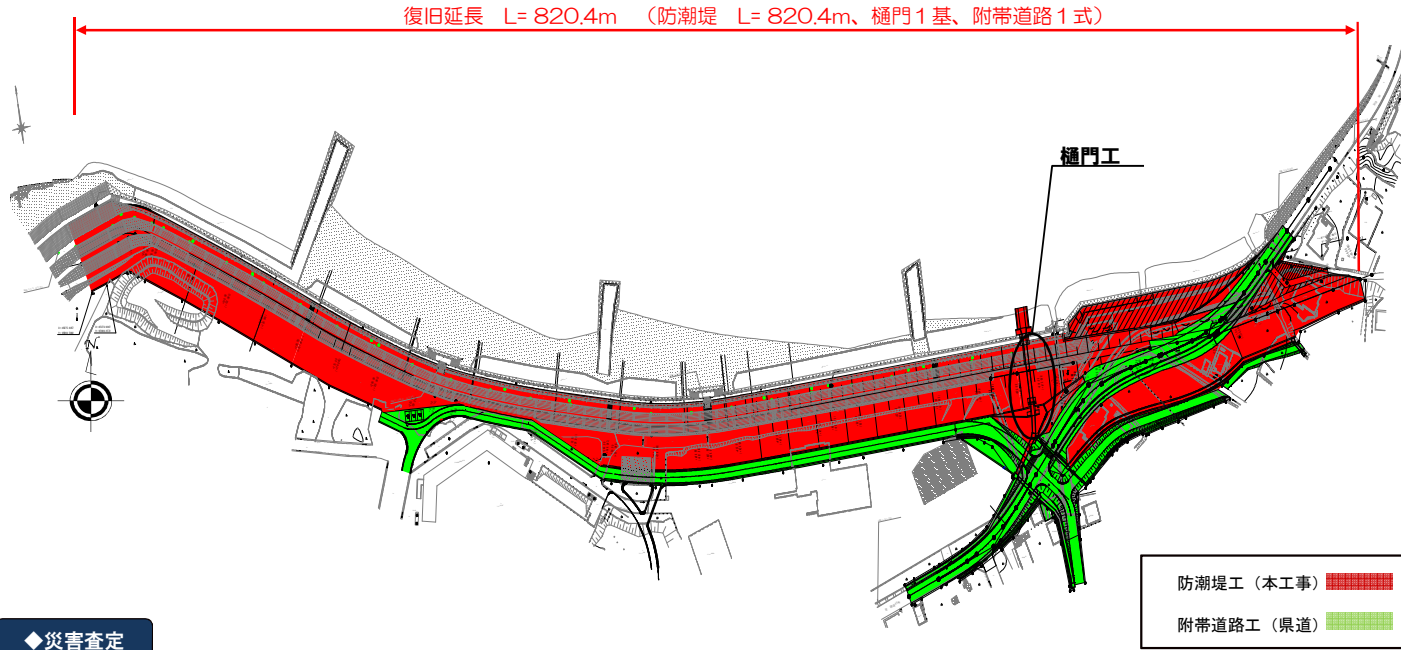 復旧延長　L= 820.4m　（防潮堤　L= 820.4m、樋門１基、附帯道路１式）
樋門工
N
防潮堤工（本工事）
附帯道路工（県道）
◆災害査定